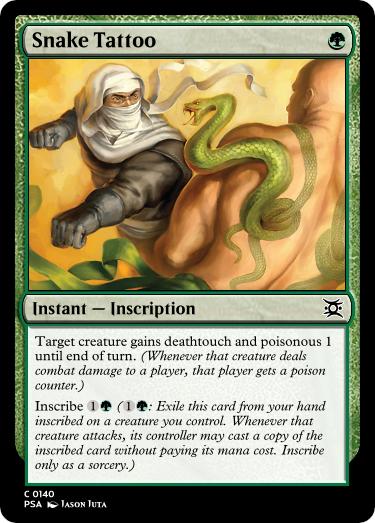 Snake Tattoo
Instant — Inscription
Target creature gains deathtouch and poisonous 1
until end of turn. (Whenever that creature deals
combat damage to a player, that player gets a poison
counter.)
Inscribe 1 (1: Exile this card from your hand
inscribed on a creature you control. Whenever that
creature attacks, its controller may cast a copy of the
inscribed card without paying its mana cost. Inscribe
only as a sorcery.)
C 0140
PSA Jason Juta